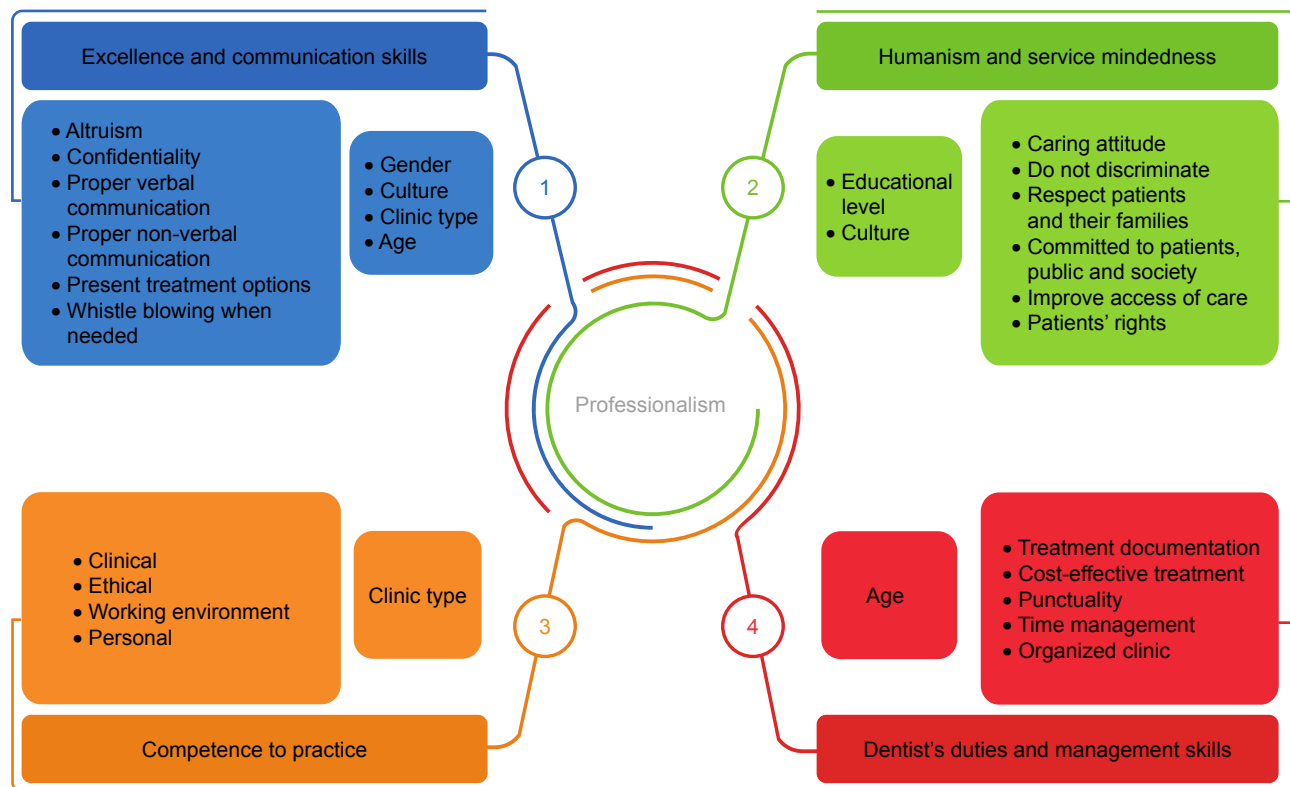 Excellence and communication skills
• Altruism
• Confidentiality
• Proper verbal
communication
• Proper non-verbal
communication
• Present treatment options
• Whistle blowing when
needed
• Gender
• Culture
• Clinic type
• Age
1
Humanism and service mindedness
2
• Educational
level
• Culture
• Caring attitude
• Do not discriminate
• Respect patients
and their families
• Committed to patients,
public and society
• Improve access of care
• Patients’ rights
Professionalism
• Clinical
• Ethical
• Working environment
• Personal
Clinic type
3
Competence to practice
4
Age
• Treatment documentation
• Cost-effective treatment
• Punctuality
• Time management
• Organized clinic
Dentist’s duties and management skills